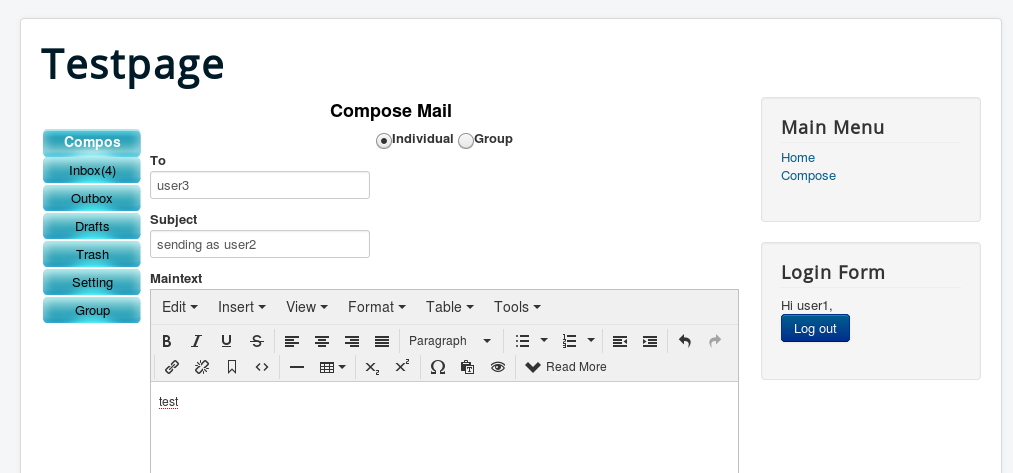 Testpage
Compose Mail
Individual Group
Compos
Inbox(4)
Outbox
Drafts
Trash
Setting
Group
To
user3
Subject
sending as user2
Maintext
Edit Insert View Format Table Tools
B I U S Paragraph
X₂ X² Ω Read More
test
Main Menu
Home
Compose
Login Form
Hi user1,
Log out